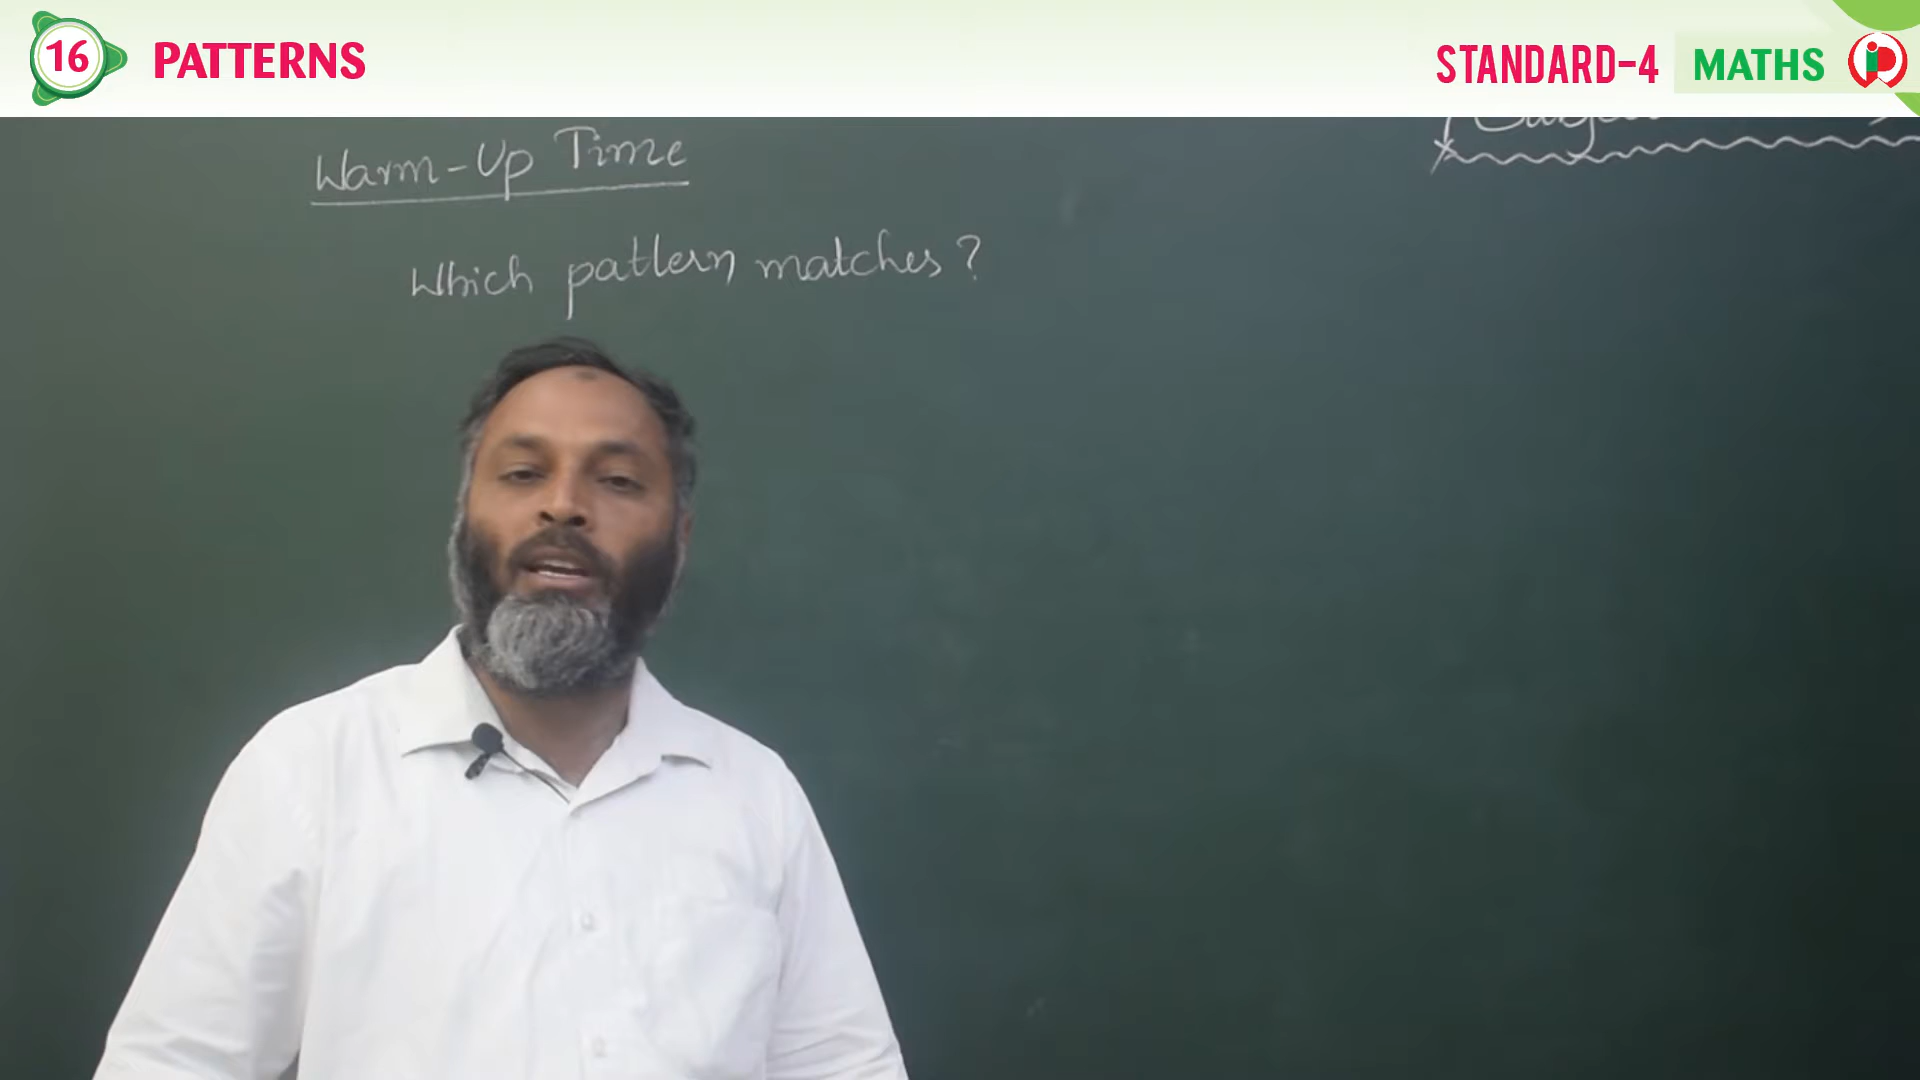 16 PATTERNS
STANDARD-4 MATHS
Warm-Up Time
Which pattern matches?